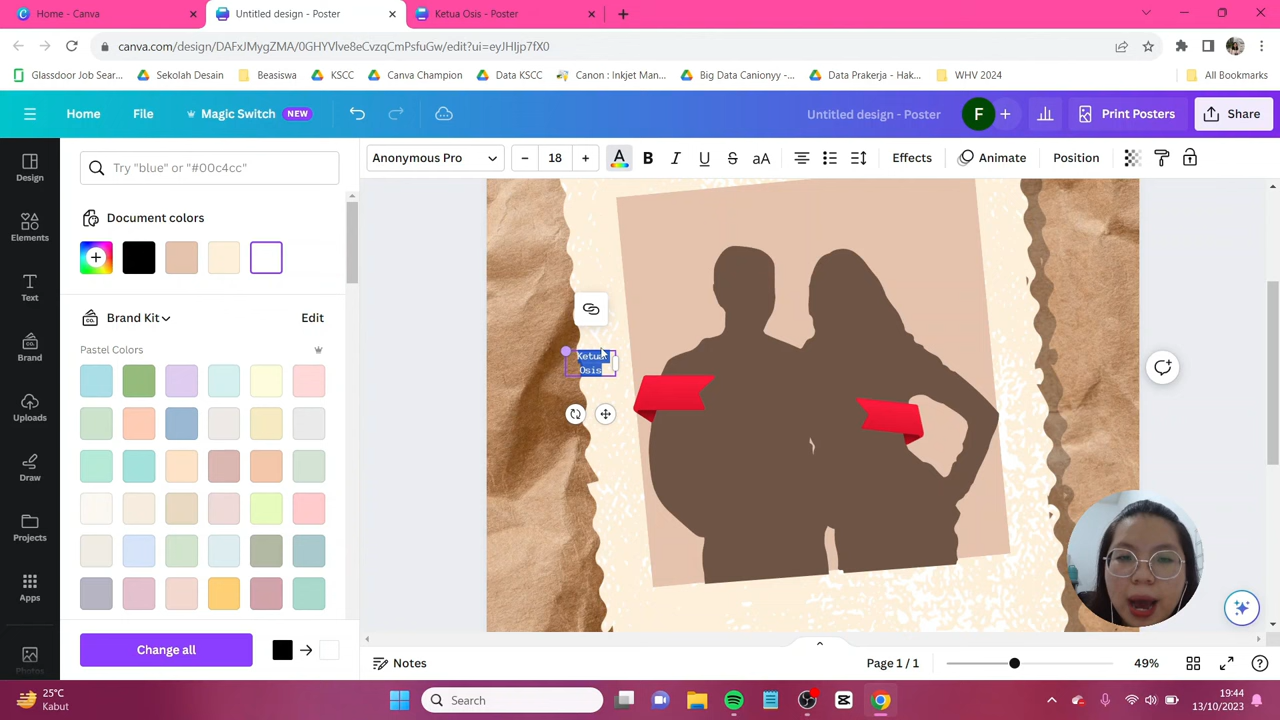 Home - Canva
Untitled design - Poster
Ketua Osis - Poster
canva.com/design/DAFxJMygZMA/0GHYVlve8eCvzqCmPsfuGw/edit?ui=eyJHIjp7fX0
Glassdoor Job Sear...
Sekolah Desain
Beasiswa
KSCC
Canva Champion
Data KSCC
Canon : Inkjet Man...
Big Data Canionyy -...
Data Prakerja - Hak...
WHV 2024
All Bookmarks
Home
File
Magic Switch
NEW
Untitled design - Poster
F
Print Posters
Share
Design
Elements
Text
Brand
Uploads
Draw
Projects
Apps
Photos
Try "blue" or "#00c4cc"
Anonymous Pro
18
A
B
I
U
S
aA
Effects
Animate
Position
Document colors
Brand Kit
Edit
Pastel Colors
Change all
Ketua
Osis
Notes
Page 1 / 1
49%
25°C
Kabut
Search
19:44
13/10/2023